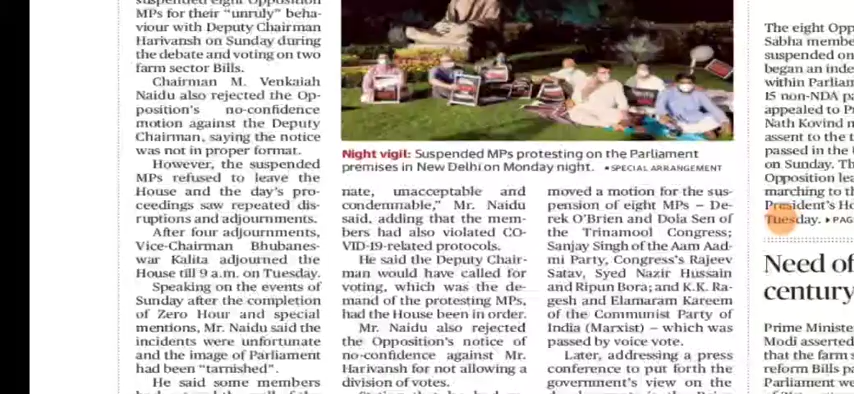 suspended eight Opposition
MPs for their “unruly” beha-
viour with Deputy Chairman
Harivansh on Sunday during
the debate and voting on two
farm sector Bills.
Chairman M. Venkaiah
Naidu also rejected the Op-
position's no-confidence
motion against the Deputy
Chairman, saying the notice
was not in proper format.
However, the suspended
MPs refused to leave the
House and the day's pro-
ceedings saw repeated dis-
ruptions and adjournments.
After four adjournments,
Vice-Chairman Bhubanes-
war Kalita adjourned the
House till 9 a.m. on Tuesday.
Speaking on the events of
Sunday after the completion
of Zero Hour and special
mentions, Mr. Naidu said the
incidents were unfortunate
and the image of Parliament
had been “tarnished”.
He said some members
Night vigil: Suspended MPs protesting on the Parliament
premises in New Delhi on Monday night. • SPECIAL ARRANGEMENT
nate, unacceptable and
condemnable,” Mr. Naidu
said, adding that the mem-
bers had also violated CO-
VID-19-related protocols.
He said the Deputy Chair-
man would have called for
voting, which was the de-
mand of the protesting MPs,
had the House been in order.
Mr. Naidu also rejected
the Opposition's notice of
no-confidence against Mr.
Harivansh for not allowing a
division of votes.
moved a motion for the sus-
pension of eight MPs – De-
rek O'Brien and Dola Sen of
the Trinamool Congress;
Sanjay Singh of the Aam Aad-
mi Party, Congress's Rajeev
Satav, Syed Nazir Hussain
and Ripun Bora; and K.K. Ra-
gesh and Elamaram Kareem
of the Communist Party of
India (Marxist) – which was
passed by voice vote.
Later, addressing a press
conference to put forth the
government's view on the
The eight Opp
Sabha membe
suspended on
began an inde
within Parliam
15 non-NDA pa
appealed to Pr
Nath Kovind n
assent to the t
passed in the
on Sunday. Th
Opposition lea
marching to th
President's Ho
Tuesday. ▸ PAG
Need of
century
Prime Ministe
Modi asserted
that the farm s
reform Bills pa
Parliament we